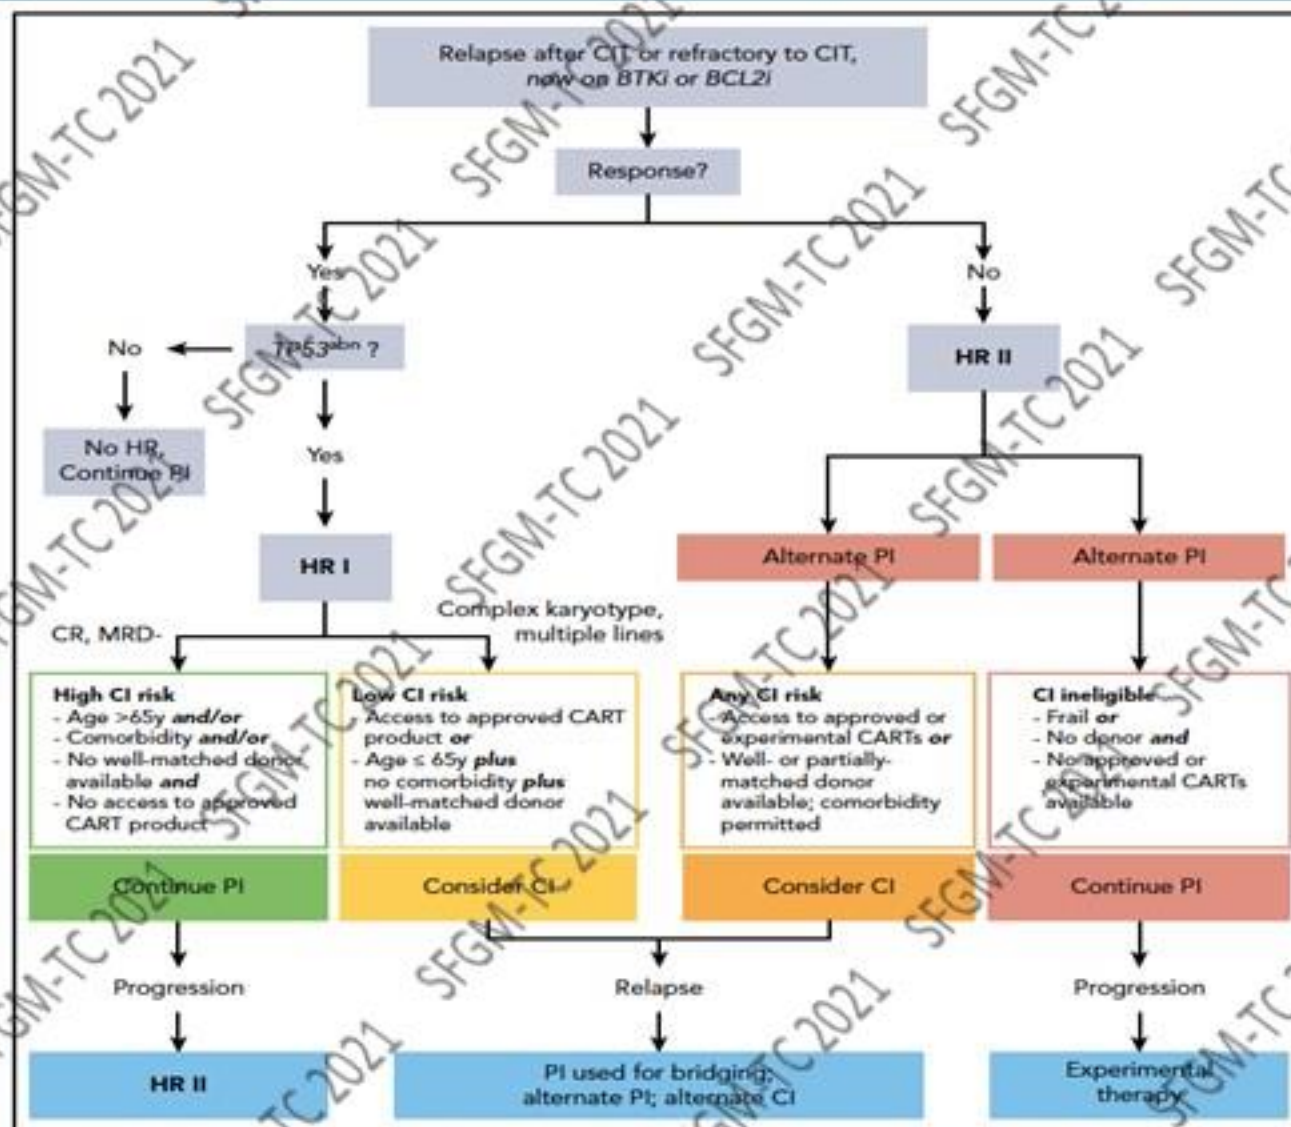 Relapse after CIT or refractory to CIT,
now on BTKi or BCL2i
Response?
Yes
No
No
TP53abn ?
HR II
No HR,
Continue PI
Yes
HR I
Alternate PI
Alternate PI
CR, MRD-
Complex karyotype,
multiple lines
High CI risk
- Age >65y and/or
- Comorbidity and/or
- No well-matched donor
available and
- No access to approved
CART product
Low CI risk
- Access to approved CART
product or
- Age ≤ 65y plus
no comorbidity plus
well-matched donor
available
Any CI risk
- Access to approved or
experimental CARTs or
- Well- or partially-
matched donor
available; comorbidity
permitted
CI ineligible
- Frail or
- No donor and
- No approved or
experimental CARTs
available
Continue PI
Consider CI
Consider CI
Continue PI
Progression
Relapse
Progression
HR II
PI used for bridging;
alternate PI; alternate CI
Experimental
therapy
SFGM-TC 2021